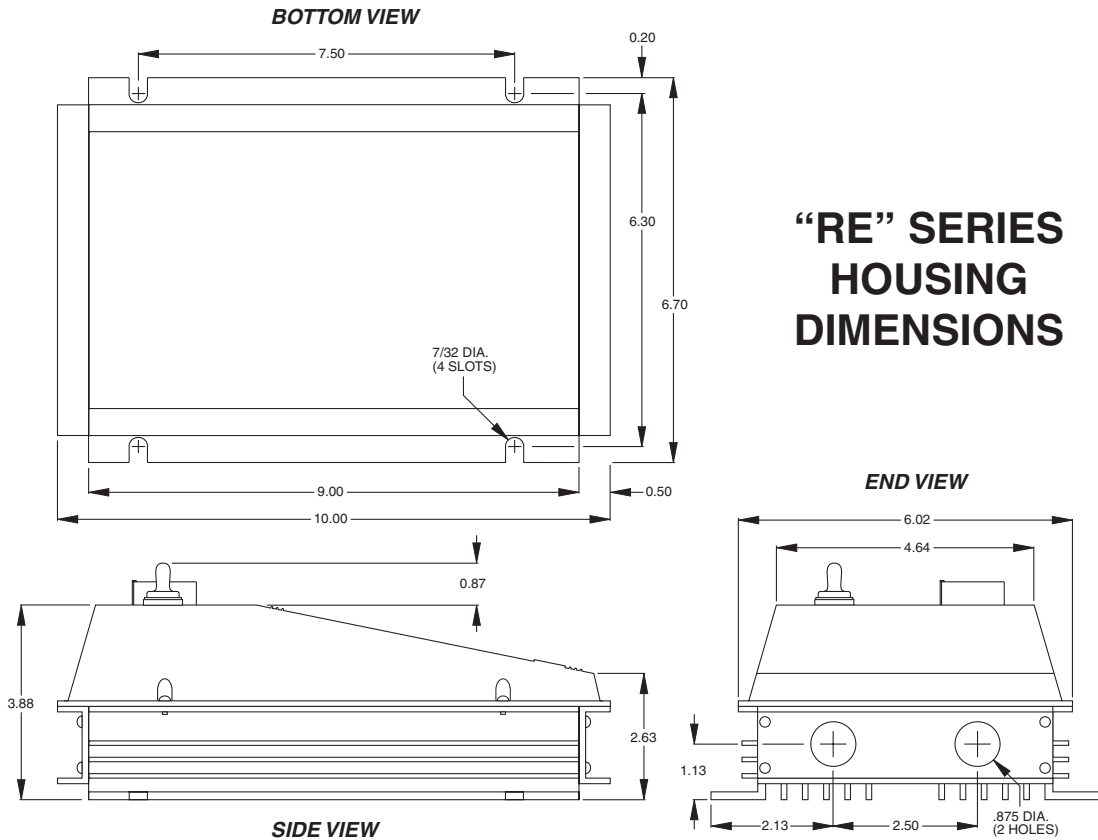 BOTTOM VIEW
7.50
0.20
6.30
6.70
7/32 DIA.
(4 SLOTS)
9.00
0.50
10.00
“RE” SERIES
HOUSING
DIMENSIONS
0.87
3.88
2.63
SIDE VIEW
END VIEW
6.02
4.64
1.13
2.13
2.50
.875 DIA.
(2 HOLES)